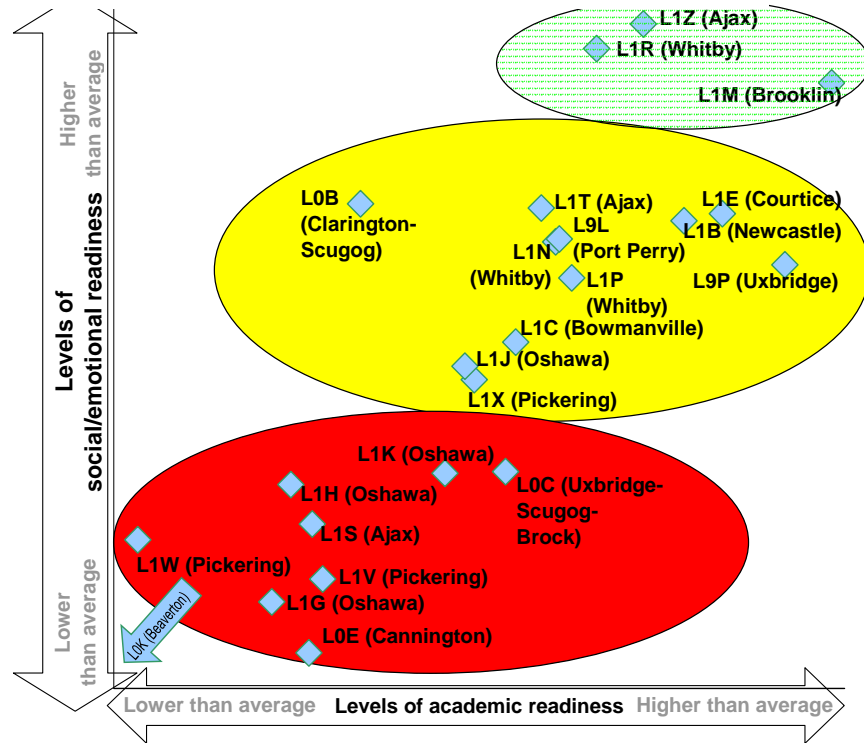 L1Z (Ajax)
L1R (Whitby)
L1M (Brooklin)
Higher
than average
Levels of
social/emotional readiness
Lower
than average
L0B
(Clarington-
Scugog)
L1T (Ajax)
L9L
(Port Perry)
L1N
(Whitby)
L1E (Courtice)
L1B (Newcastle)
L9P (Uxbridge)
L1P
(Whitby)
L1C (Bowmanville)
L1J (Oshawa)
L1X (Pickering)
L1K (Oshawa)
L1H (Oshawa)
L0C (Uxbridge-
Scugog-
Brock)
L1S (Ajax)
L1W (Pickering)
L1V (Pickering)
L1G (Oshawa)
L0K (Beaverton)
L0E (Cannington)
Lower than average
Levels of academic readiness
Higher than average